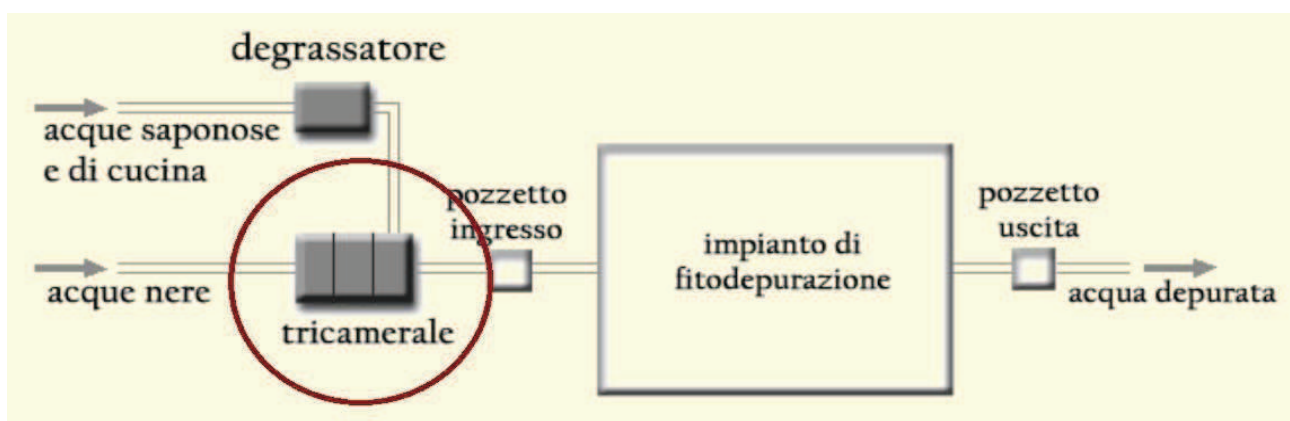 degrassatore
acque saponose
e di cucina
pozzetto
ingresso
acque nere
tricamerale
impianto di
fitodepurazione
pozzetto
uscita
acqua depurata